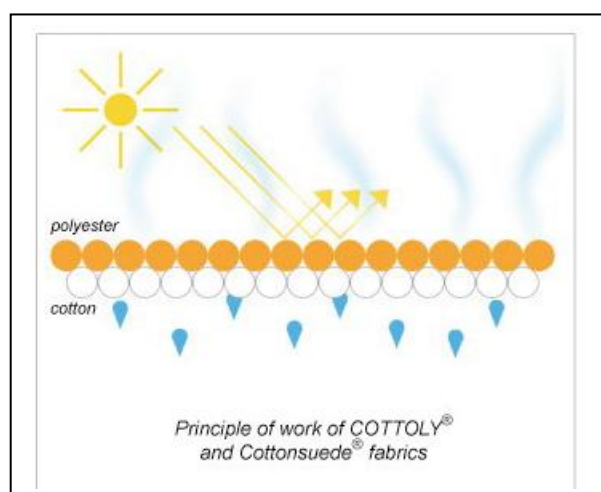 polyester
cotton
Principle of work of COTTOLY®
and Cottonsuede® fabrics